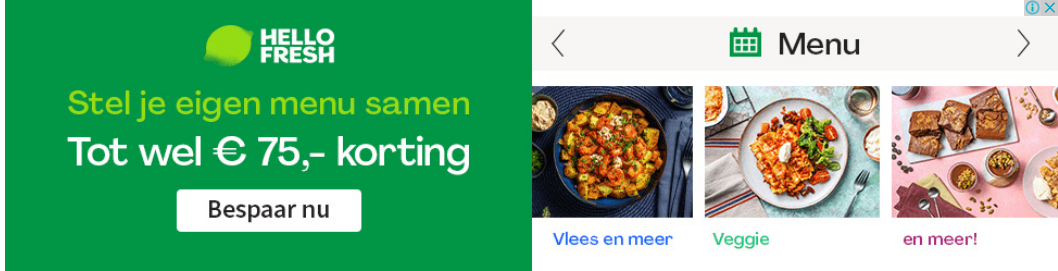 HELLO
FRESH
Stel je eigen menu samen
Tot wel € 75,- korting
Bespaar nu
Menu
Vlees en meer
Veggie
en meer!